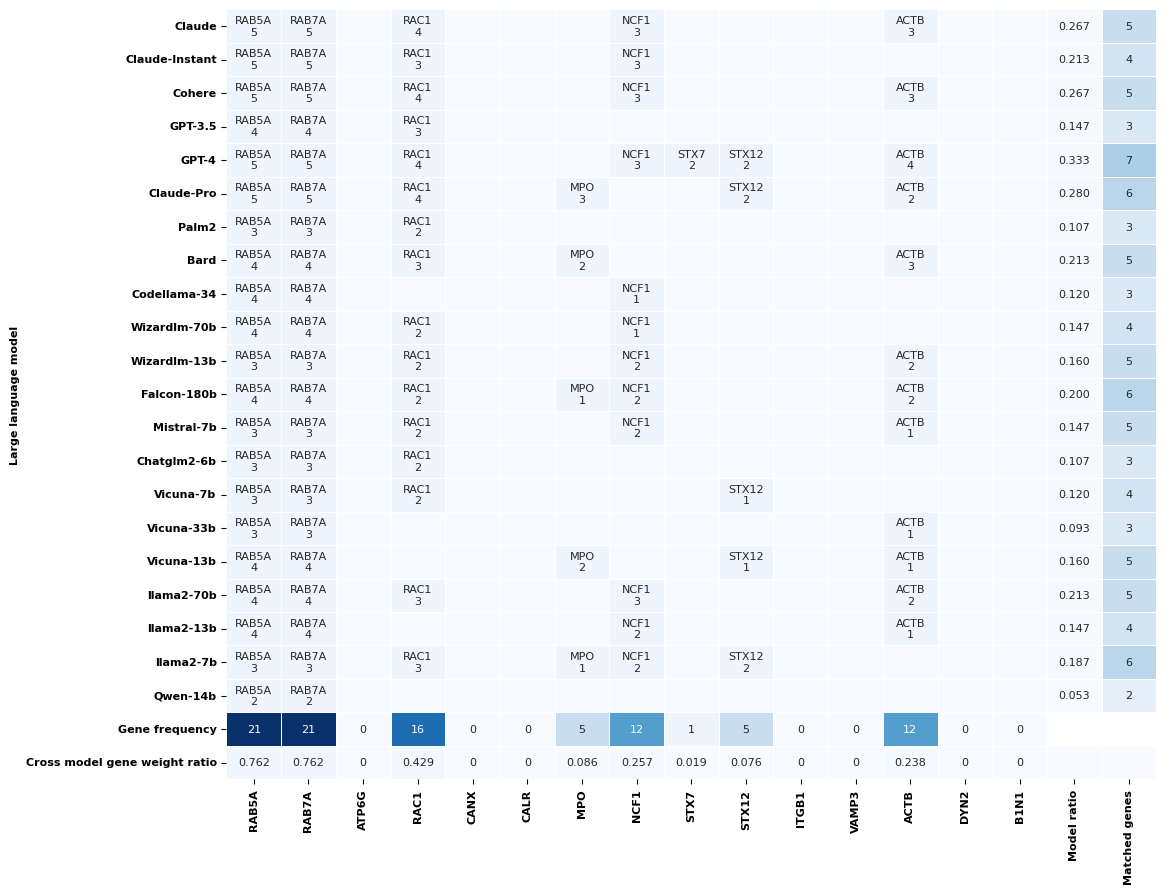 Large language model
Claude RAB5A RAB7A RAC1 NCF1 ACTB
5 5 4 3 3 0.267 5
Claude-Instant RAB5A RAB7A RAC1 NCF1
5 5 3 3 0.213 4
Cohere RAB5A RAB7A RAC1 NCF1 ACTB
5 5 4 3 3 0.267 5
GPT-3.5 RAB5A RAB7A RAC1
4 4 3 0.147 3
GPT-4 RAB5A RAB7A RAC1 NCF1 STX7 STX12 ACTB
5 5 4 3 2 2 4 0.333 7
Claude-Pro RAB5A RAB7A RAC1 MPO STX12 ACTB
5 5 4 3 2 2 0.280 6
Palm2 RAB5A RAB7A RAC1
3 3 2 0.107 3
Bard RAB5A RAB7A RAC1 MPO ACTB
4 4 3 2 3 0.213 5
Codellama-34 RAB5A RAB7A NCF1
4 4 1 0.120 3
Wizardlm-70b RAB5A RAB7A RAC1 NCF1
4 4 2 1 0.147 4
Wizardlm-13b RAB5A RAB7A RAC1 NCF1 ACTB
3 3 2 2 2 0.160 5
Falcon-180b RAB5A RAB7A RAC1 MPO NCF1 ACTB
4 4 2 1 2 2 0.200 6
Mistral-7b RAB5A RAB7A RAC1 NCF1 ACTB
3 3 2 2 1 0.147 5
Chatglm2-6b RAB5A RAB7A RAC1
3 3 2 0.107 3
Vicuna-7b RAB5A RAB7A RAC1 STX12
3 3 2 1 0.120 4
Vicuna-33b RAB5A RAB7A ACTB
3 3 1 0.093 3
Vicuna-13b RAB5A RAB7A MPO STX12 ACTB
4 4 2 1 1 0.160 5
llama2-70b RAB5A RAB7A RAC1 NCF1 ACTB
4 4 3 3 2 0.213 5
llama2-13b RAB5A RAB7A NCF1 ACTB
4 4 2 1 0.147 4
llama2-7b RAB5A RAB7A RAC1 MPO NCF1 STX12
3 3 3 1 2 2 0.187 6
Qwen-14b RAB5A RAB7A
2 2 0.053 2
Gene frequency 21 21 0 16 0 0 5 12 1 5 0 0 12 0 0
Cross model gene weight ratio 0.762 0.762 0 0.429 0 0 0.086 0.257 0.019 0.076 0 0 0.238 0 0
RAB5A
RAB7A
ATP6G
RAC1
CANX
CALR
MPO
NCF1
STX7
STX12
ITGB1
VAMP3
ACTB
DYN2
B1N1
Model ratio
Matched genes